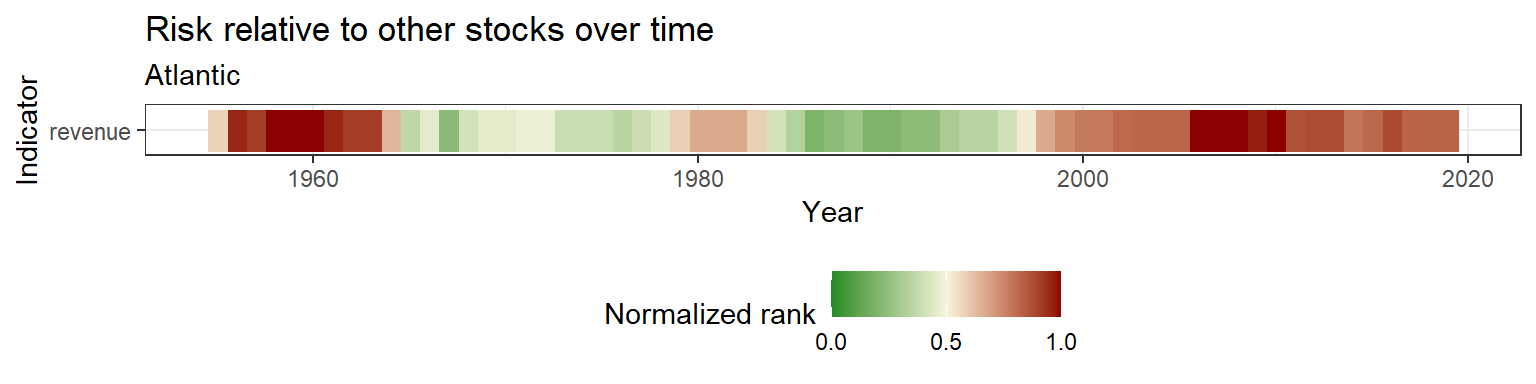 Risk relative to other stocks over time
Atlantic
Indicator
revenue
1960 1980 2000 2020
Year
Normalized rank
0.0 0.5 1.0